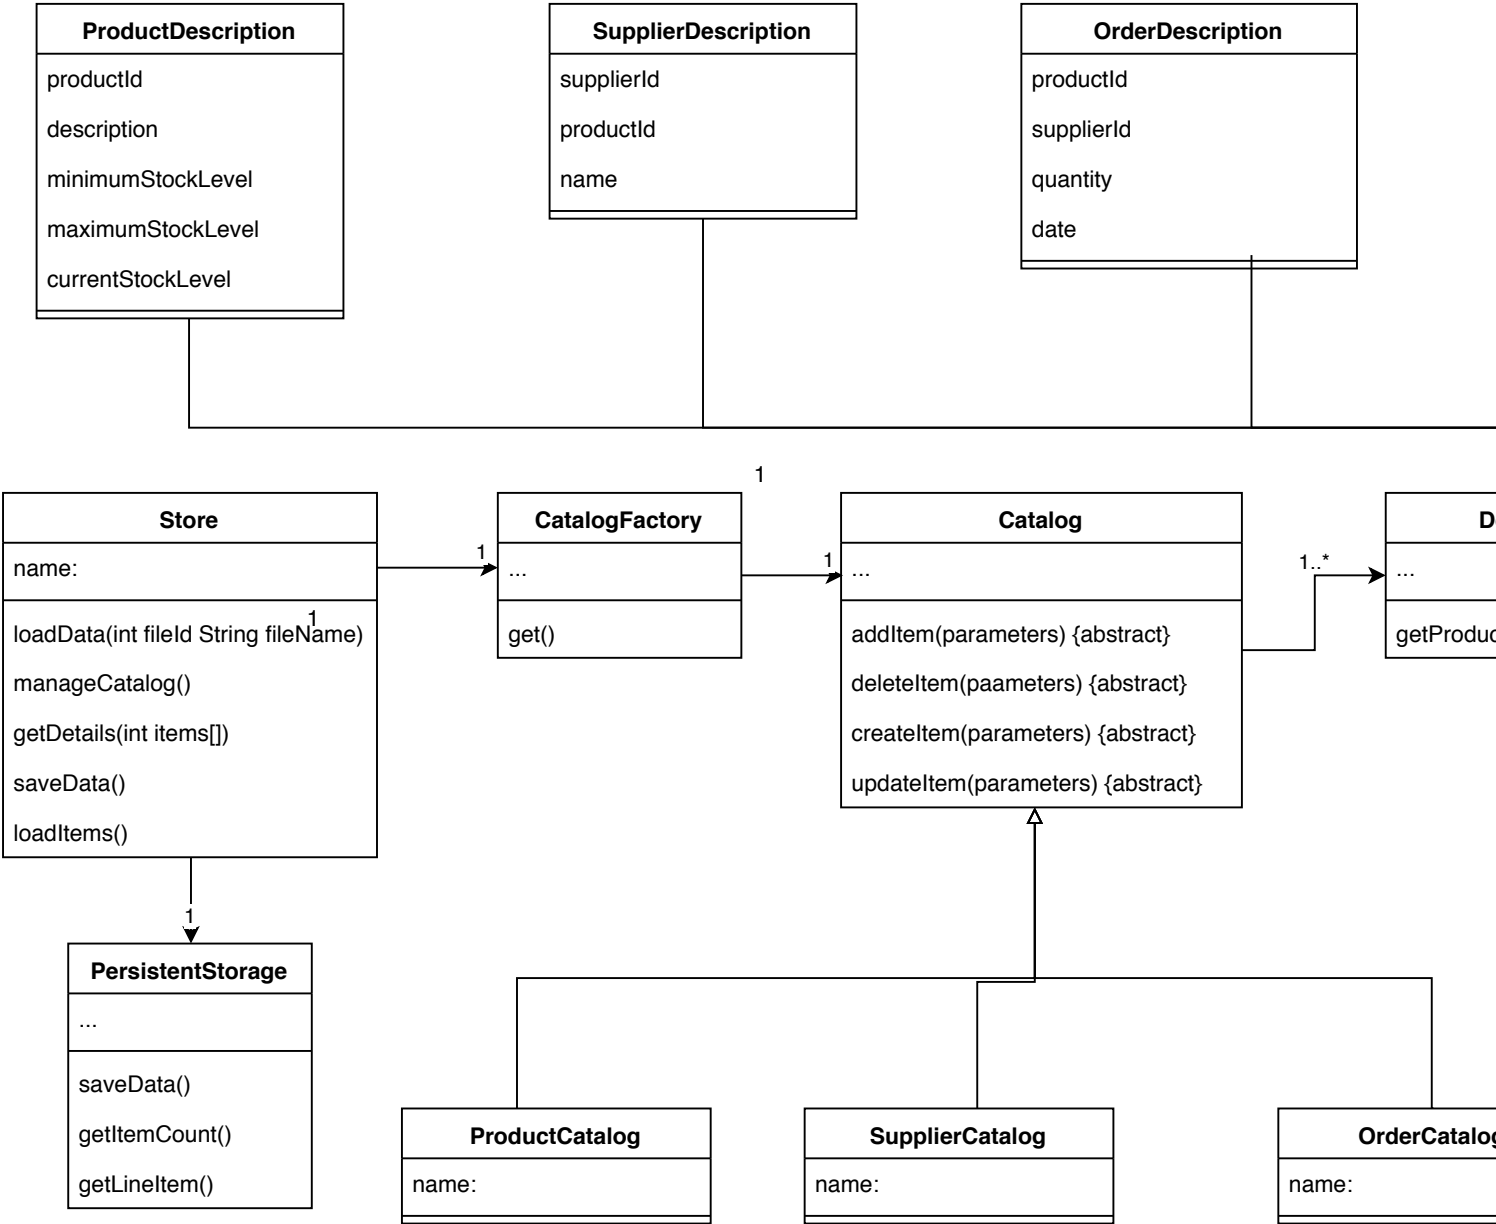 ProductDescription
productId
description
minimumStockLevel
maximumStockLevel
currentStockLevel
SupplierDescription
supplierId
productId
name
OrderDescription
productId
supplierId
quantity
date
1
Store
name:
1
loadData(int fileId String fileName)
manageCatalog()
getDetails(int items[])
saveData()
loadItems()
1
CatalogFactory
...
get()
1
Catalog
...
addItem(parameters) {abstract}
deleteItem(paameters) {abstract}
createItem(parameters) {abstract}
updateItem(parameters) {abstract}
1..*
D
...
getProduc
1
PersistentStorage
...
saveData()
getItemCount()
getLineItem()
ProductCatalog
name:
SupplierCatalog
name:
OrderCatalog
name: